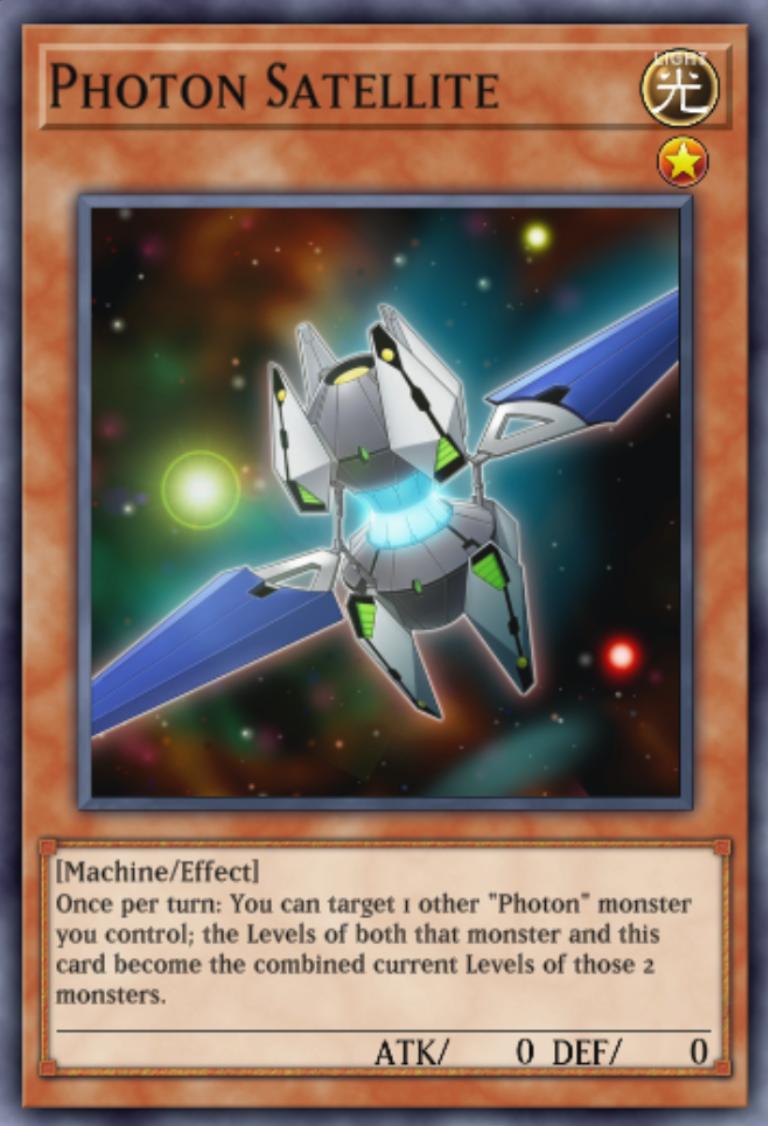 Photon Satellite
LIGHT
光
[Machine/Effect]
Once per turn: You can target 1 other "Photon" monster
you control; the Levels of both that monster and this
card become the combined current Levels of those 2
monsters.
ATK/ 0 DEF/ 0